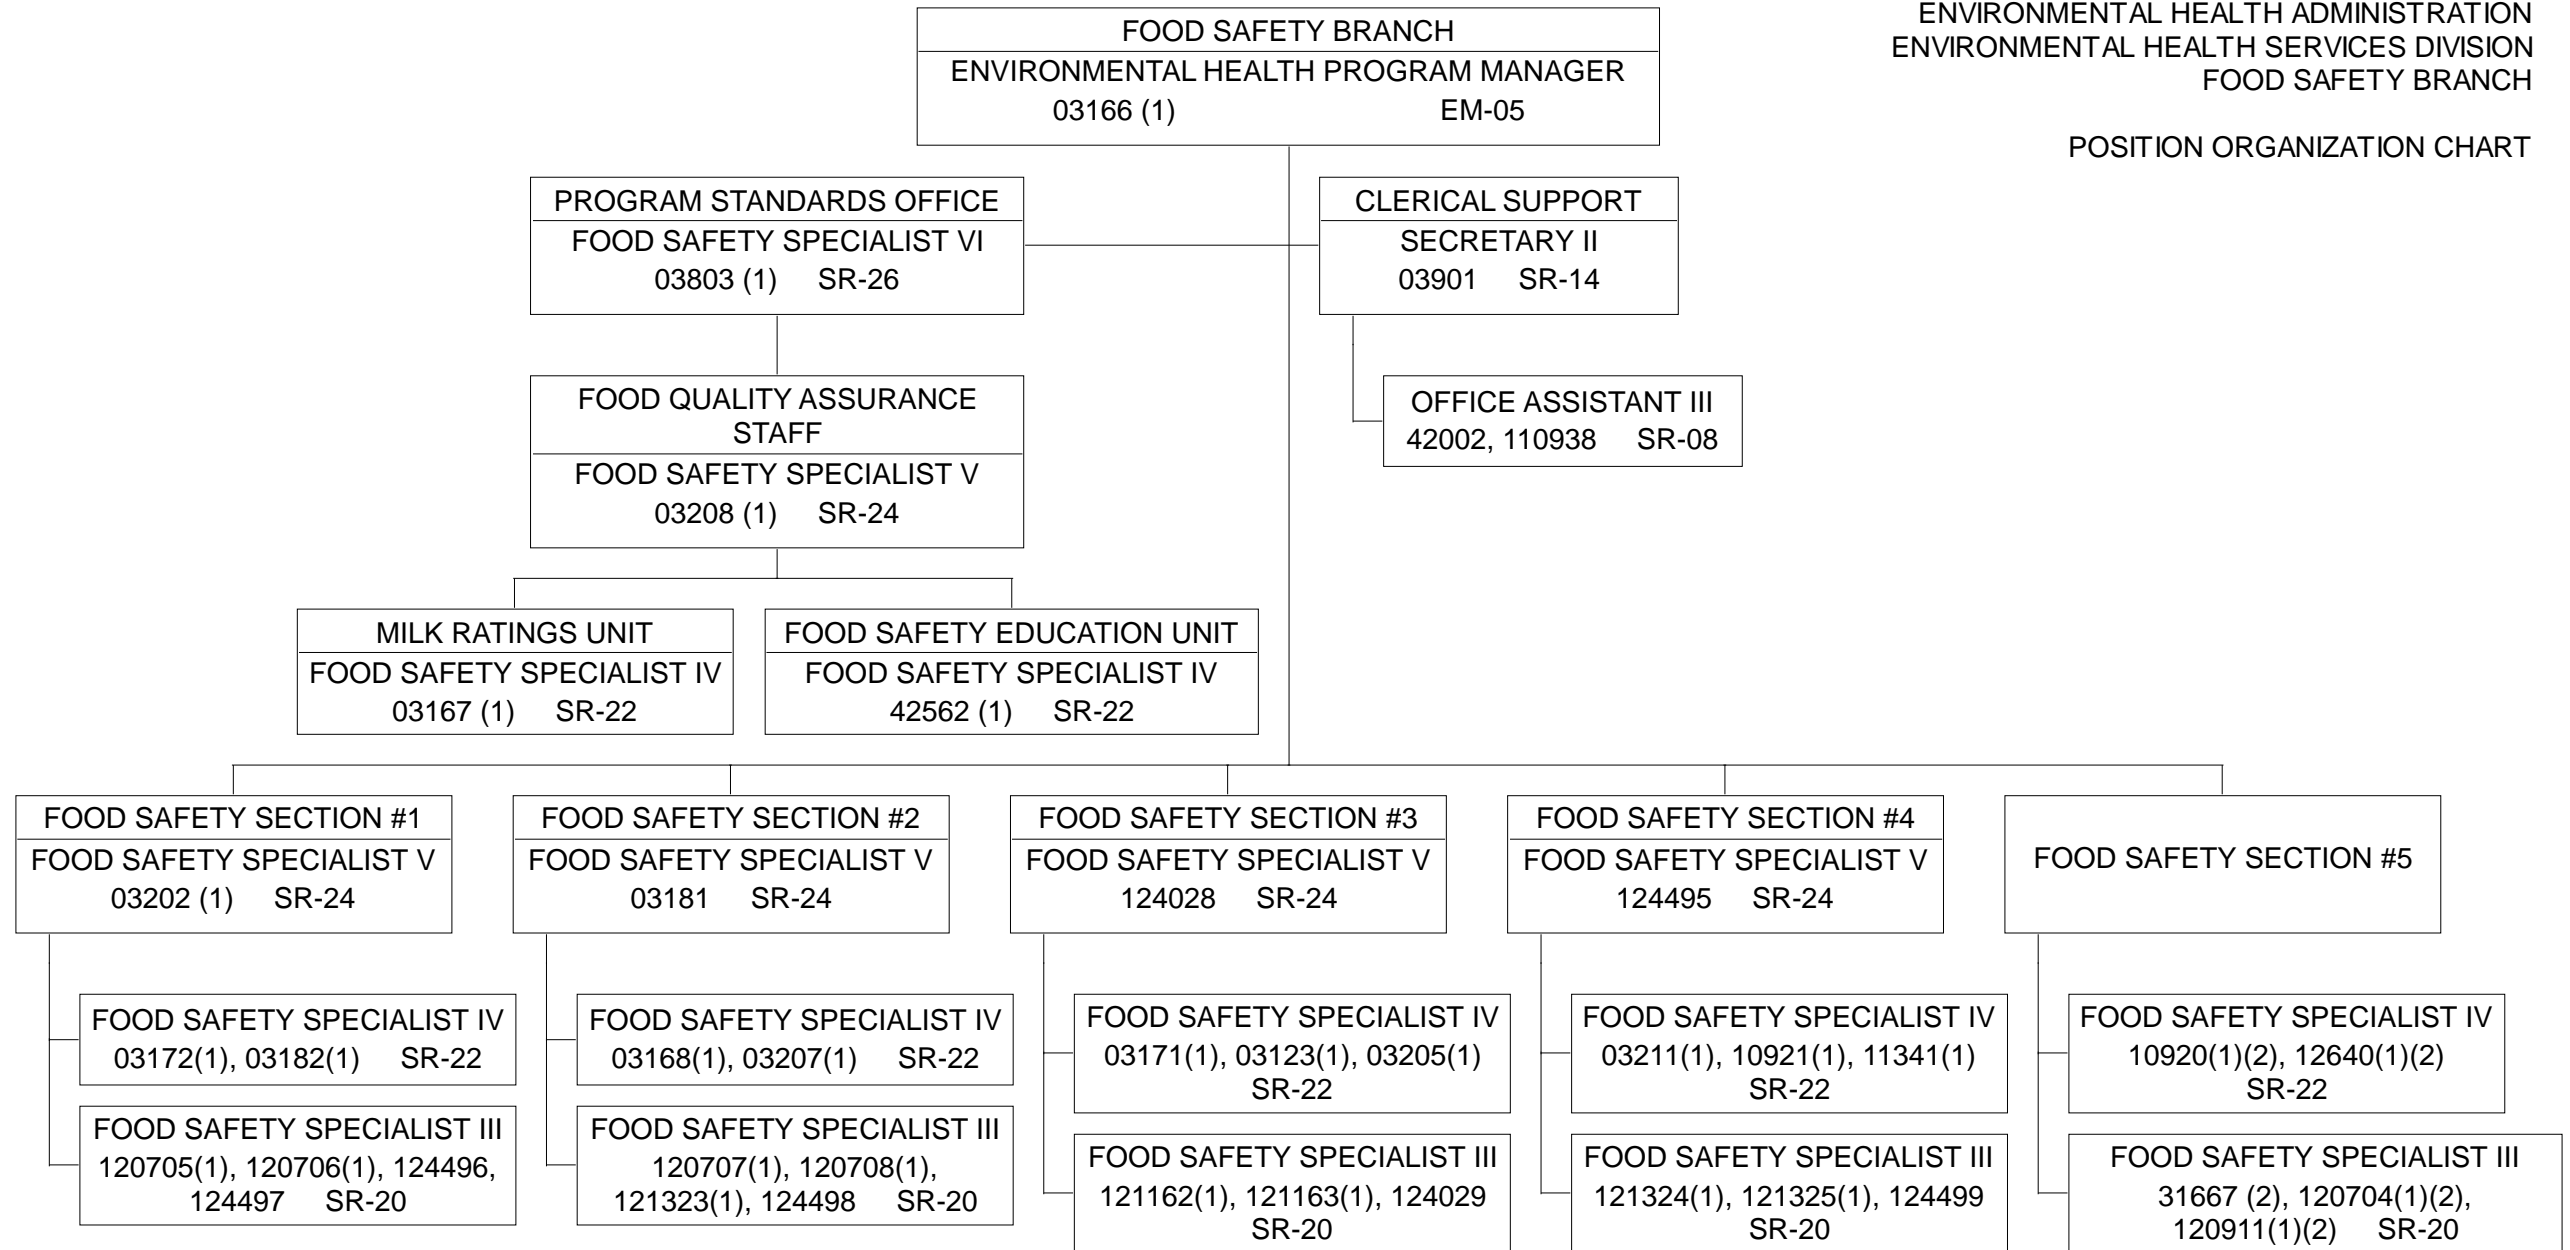 ENVIRONMENTAL HEALTH ADMINISTRATION
ENVIRONMENTAL HEALTH SERVICES DIVISION
FOOD SAFETY BRANCH
POSITION ORGANIZATION CHART
FOOD SAFETY BRANCH
ENVIRONMENTAL HEALTH PROGRAM MANAGER
03166 (1) EM-05
PROGRAM STANDARDS OFFICE
FOOD SAFETY SPECIALIST VI
03803 (1) SR-26
CLERICAL SUPPORT
SECRETARY II
03901 SR-14
OFFICE ASSISTANT III
42002, 110938 SR-08
FOOD QUALITY ASSURANCE
STAFF
FOOD SAFETY SPECIALIST V
03208 (1) SR-24
MILK RATINGS UNIT
FOOD SAFETY SPECIALIST IV
03167 (1) SR-22
FOOD SAFETY EDUCATION UNIT
FOOD SAFETY SPECIALIST IV
42562 (1) SR-22
FOOD SAFETY SECTION #1
FOOD SAFETY SPECIALIST V
03202 (1) SR-24
FOOD SAFETY SPECIALIST IV
03172(1), 03182(1) SR-22
FOOD SAFETY SPECIALIST III
120705(1), 120706(1), 124496,
124497 SR-20
FOOD SAFETY SECTION #2
FOOD SAFETY SPECIALIST V
03181 SR-24
FOOD SAFETY SPECIALIST IV
03168(1), 03207(1) SR-22
FOOD SAFETY SPECIALIST III
120707(1), 120708(1),
121323(1), 124498 SR-20
FOOD SAFETY SECTION #3
FOOD SAFETY SPECIALIST V
124028 SR-24
FOOD SAFETY SPECIALIST IV
03171(1), 03123(1), 03205(1)
SR-22
FOOD SAFETY SPECIALIST III
121162(1), 121163(1), 124029
SR-20
FOOD SAFETY SECTION #4
FOOD SAFETY SPECIALIST V
124495 SR-24
FOOD SAFETY SPECIALIST IV
03211(1), 10921(1), 11341(1)
SR-22
FOOD SAFETY SPECIALIST III
121324(1), 121325(1), 124499
SR-20
FOOD SAFETY SECTION #5
FOOD SAFETY SPECIALIST IV
10920(1)(2), 12640(1)(2)
SR-22
FOOD SAFETY SPECIALIST III
31667 (2), 120704(1)(2),
120911(1)(2) SR-20